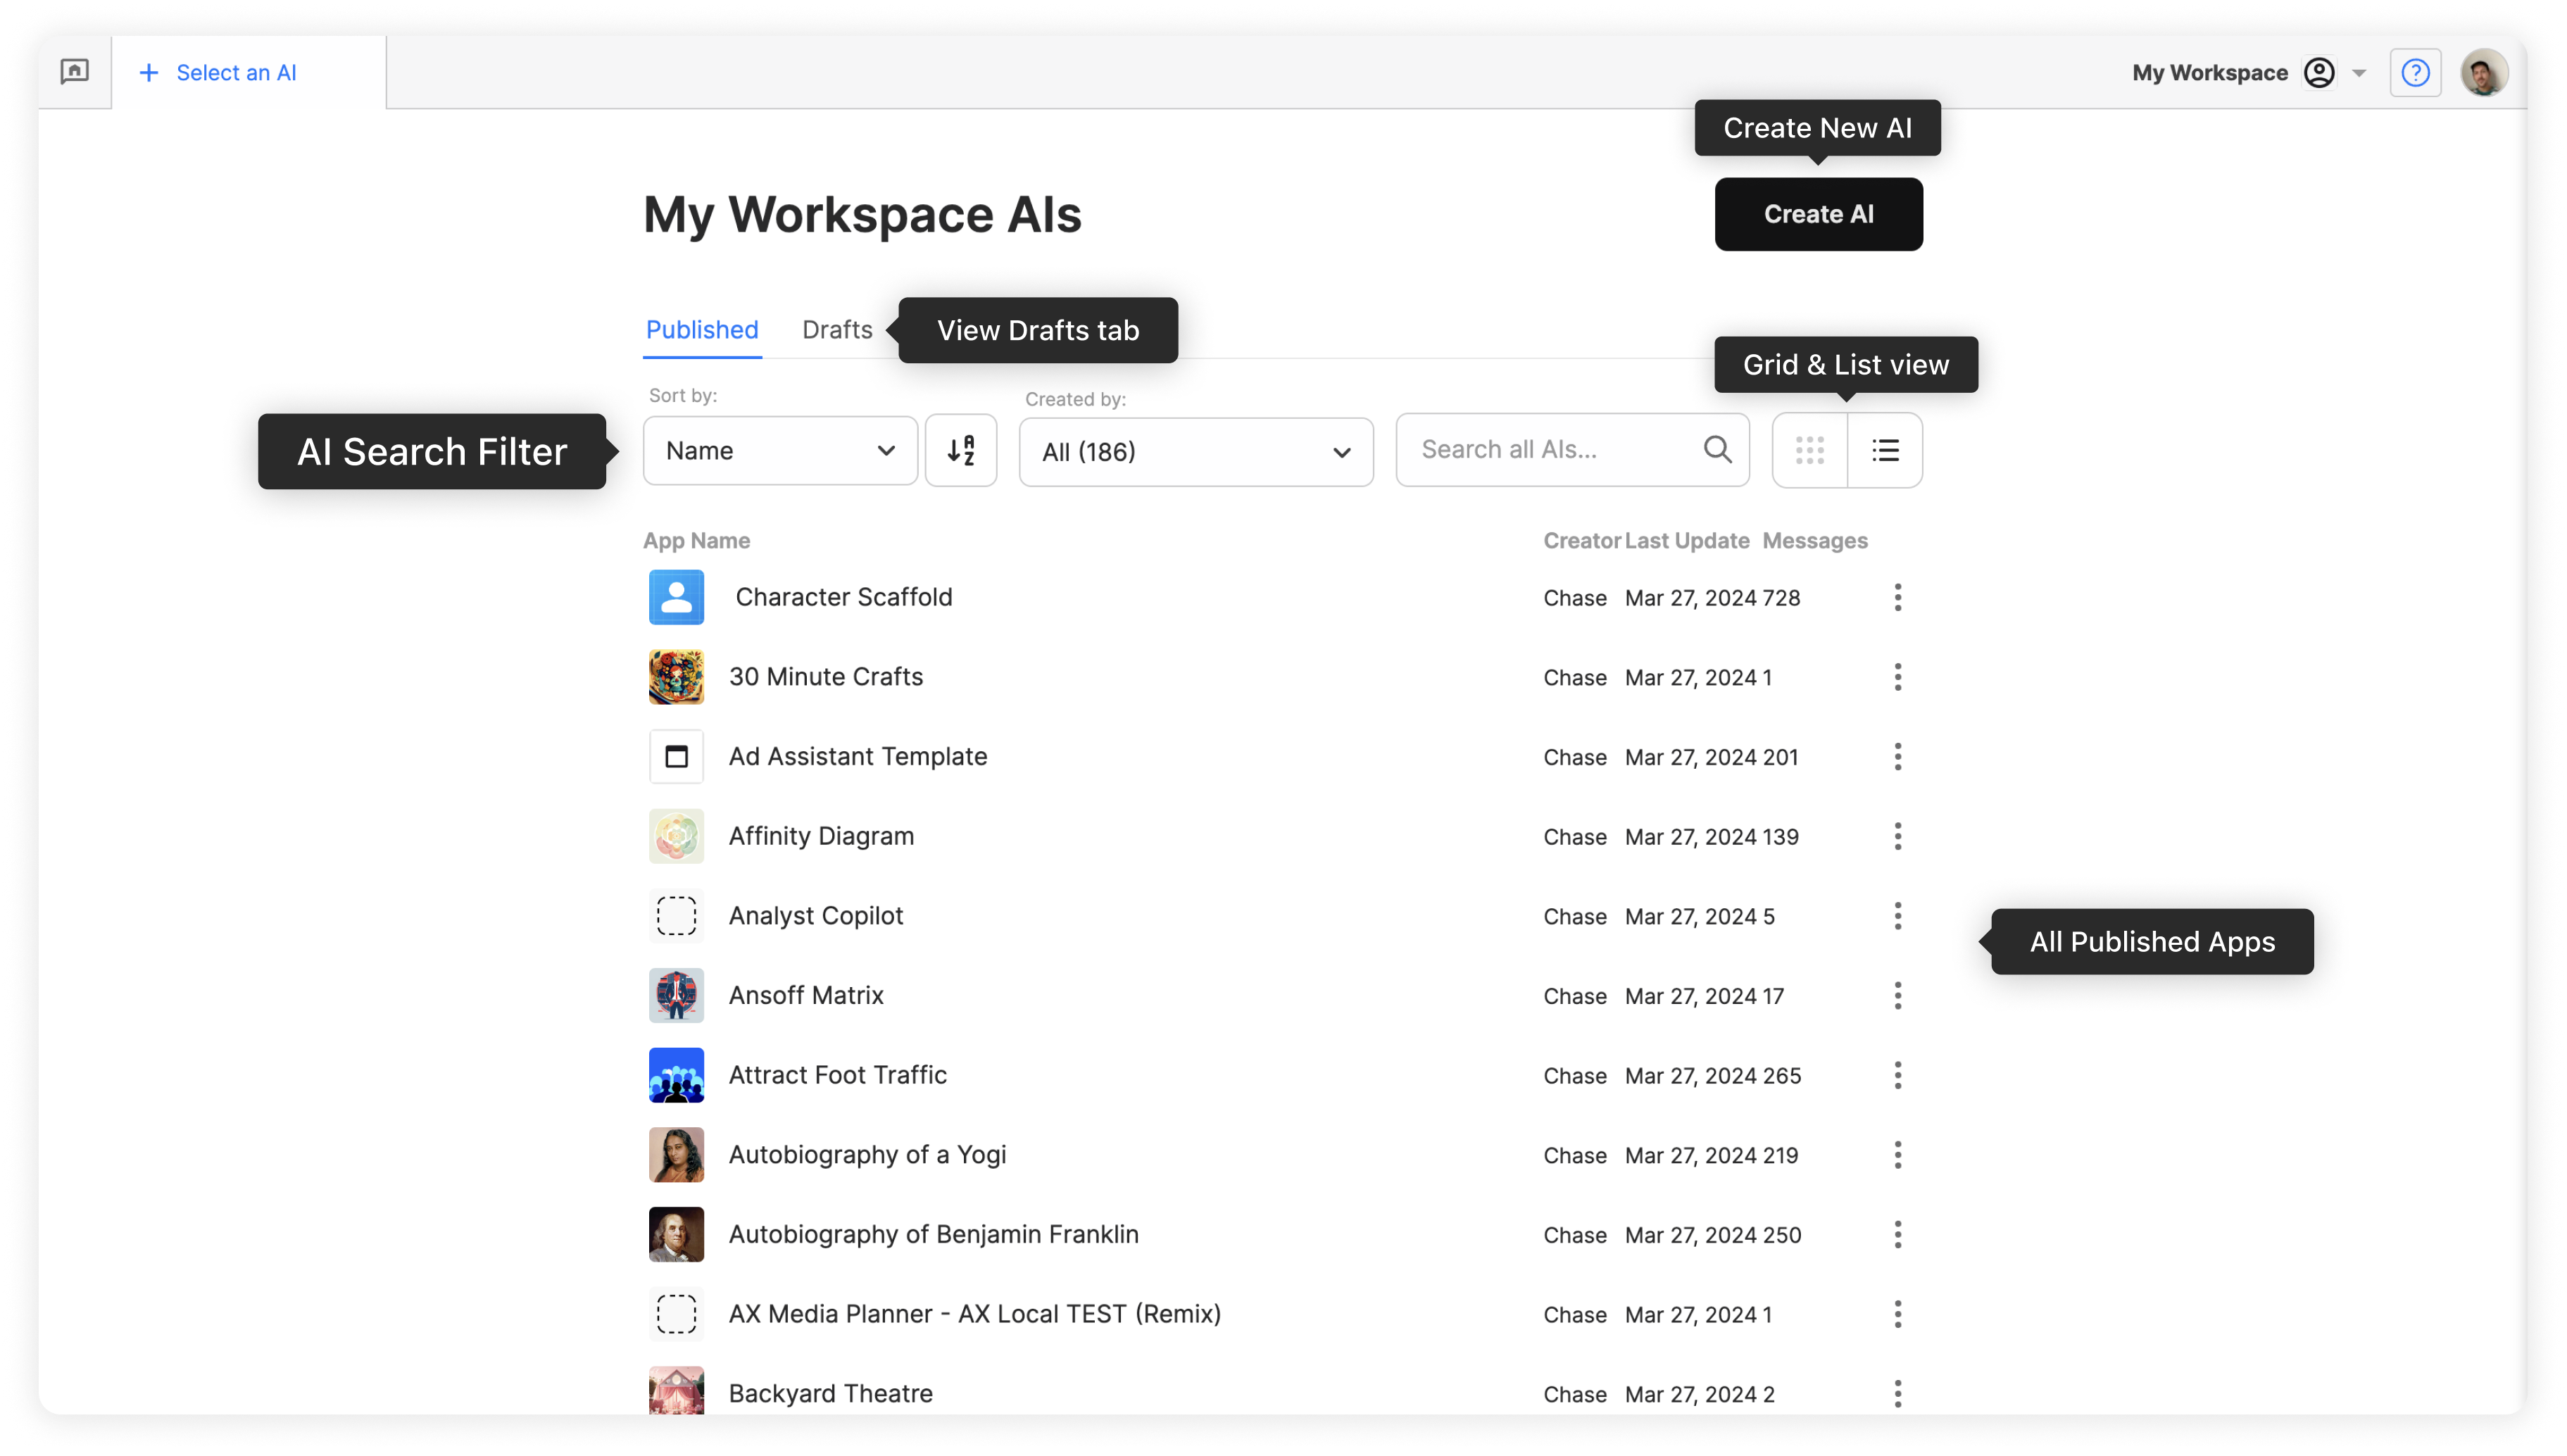 Select an AI
My Workspace
Create New AI
My Workspace AIs
Create AI
Published
Drafts
View Drafts tab
Grid & List view
Sort by:
Created by:
AI Search Filter
Name
A
Z
All (186)
Search all AIs...
App Name Creator Last Update Messages
Character Scaffold Chase Mar 27, 2024 728
30 Minute Crafts Chase Mar 27, 2024 1
Ad Assistant Template Chase Mar 27, 2024 201
Affinity Diagram Chase Mar 27, 2024 139
Analyst Copilot Chase Mar 27, 2024 5
All Published Apps
Ansoff Matrix Chase Mar 27, 2024 17
Attract Foot Traffic Chase Mar 27, 2024 265
Autobiography of a Yogi Chase Mar 27, 2024 219
Autobiography of Benjamin Franklin Chase Mar 27, 2024 250
AX Media Planner - AX Local TEST (Remix) Chase Mar 27, 2024 1
Backyard Theatre Chase Mar 27, 2024 2